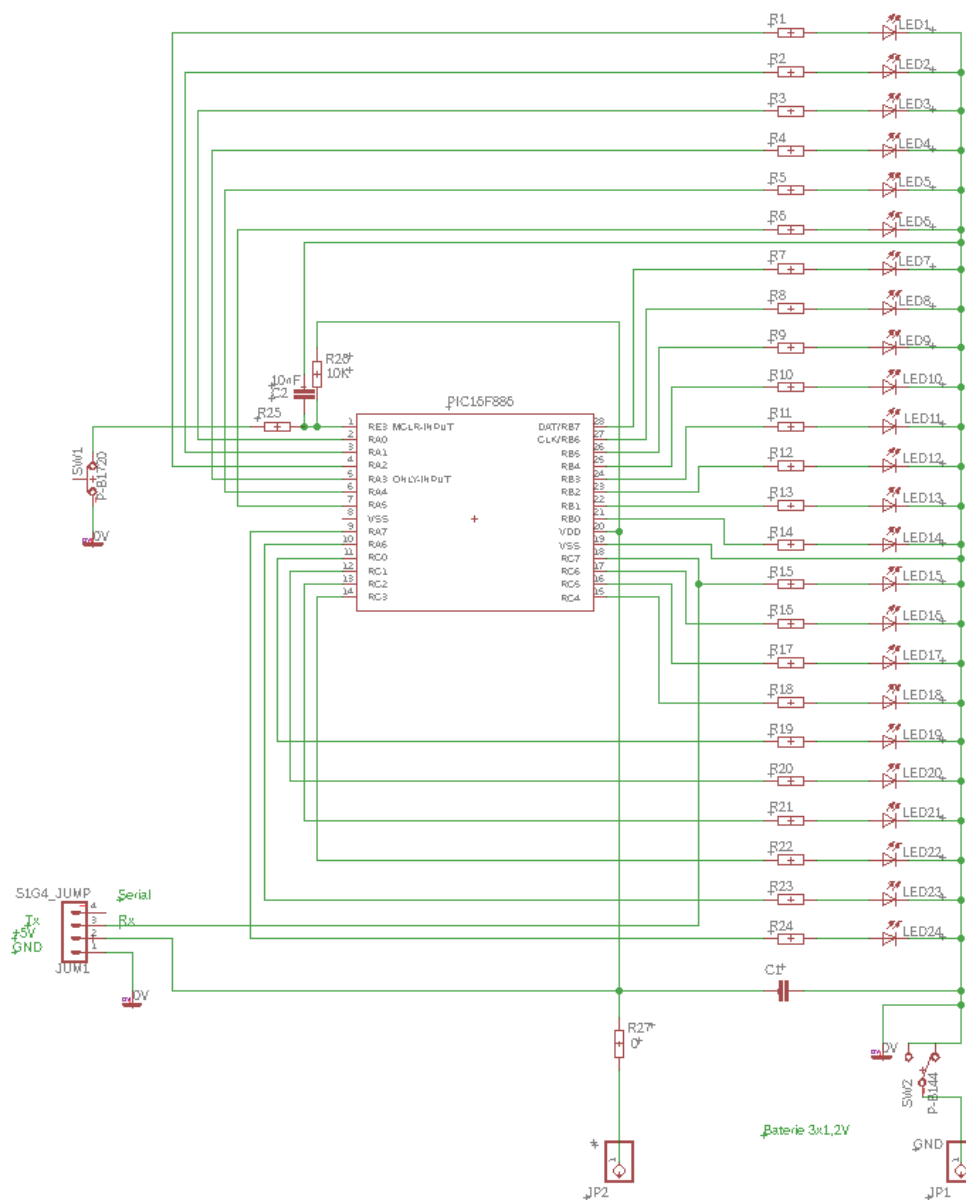 R1
LED1
R2
LED2
R3
LED3
R4
LED4
R5
LED5
R6
LED6
R7
LED7
R8
LED8
R9
LED9
R10
LED10
R11
LED11
R12
LED12
R13
LED13
R14
LED14
R15
LED15
R16
LED16
R17
LED17
R18
LED18
R19
LED19
R20
LED20
R21
LED21
R22
LED22
R23
LED23
R24
LED24
10nF
C2
10K
R25
SW1
P-B1720
0V
PIC16F886
1 RE3 MCLR-INPUT
2 RA0
3 RA1
4 RA2
5 RA3 ONLY-INPUT
6 RA4
7 RA5
8 VSS
9 RA7
10 RA6
11 RC0
12 RC1
13 RC2
14 RC3
DAT/RB7 28
CLK/RB6 27
RB5 26
RB4 25
RB3 24
RB2 23
RB1 22
RB0 21
VDD 20
VSS 19
RC7 18
RC6 17
RC5 16
RC4 15
S1G4_JUMP
Serial
4
Tx 3 Rx
+5V 2
GND 1
JUM1
0V
C1
R27
0
0V
SW2
P-B144
Baterie 3x1,2V
+
1
JP2
GND
1
JP1